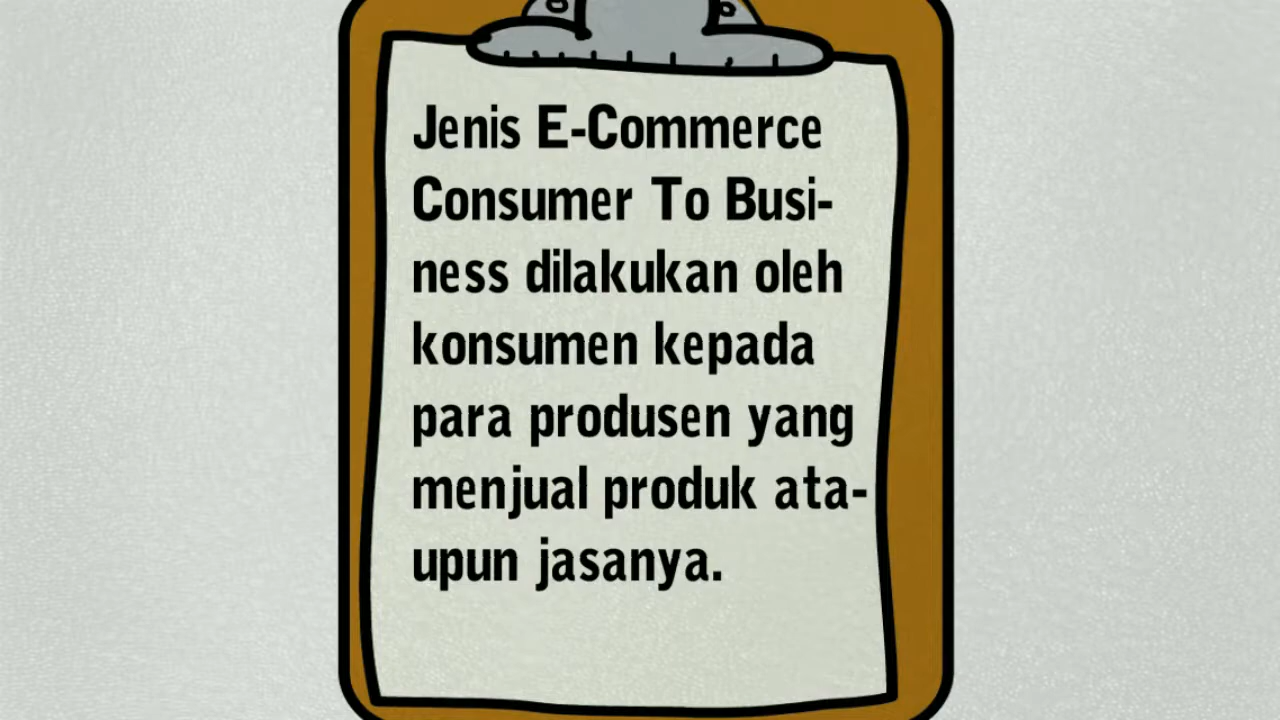 Jenis E-Commerce
Consumer To Busi-
ness dilakukan oleh
konsumen kepada
para produsen yang
menjual produk ata-
upun jasanya.